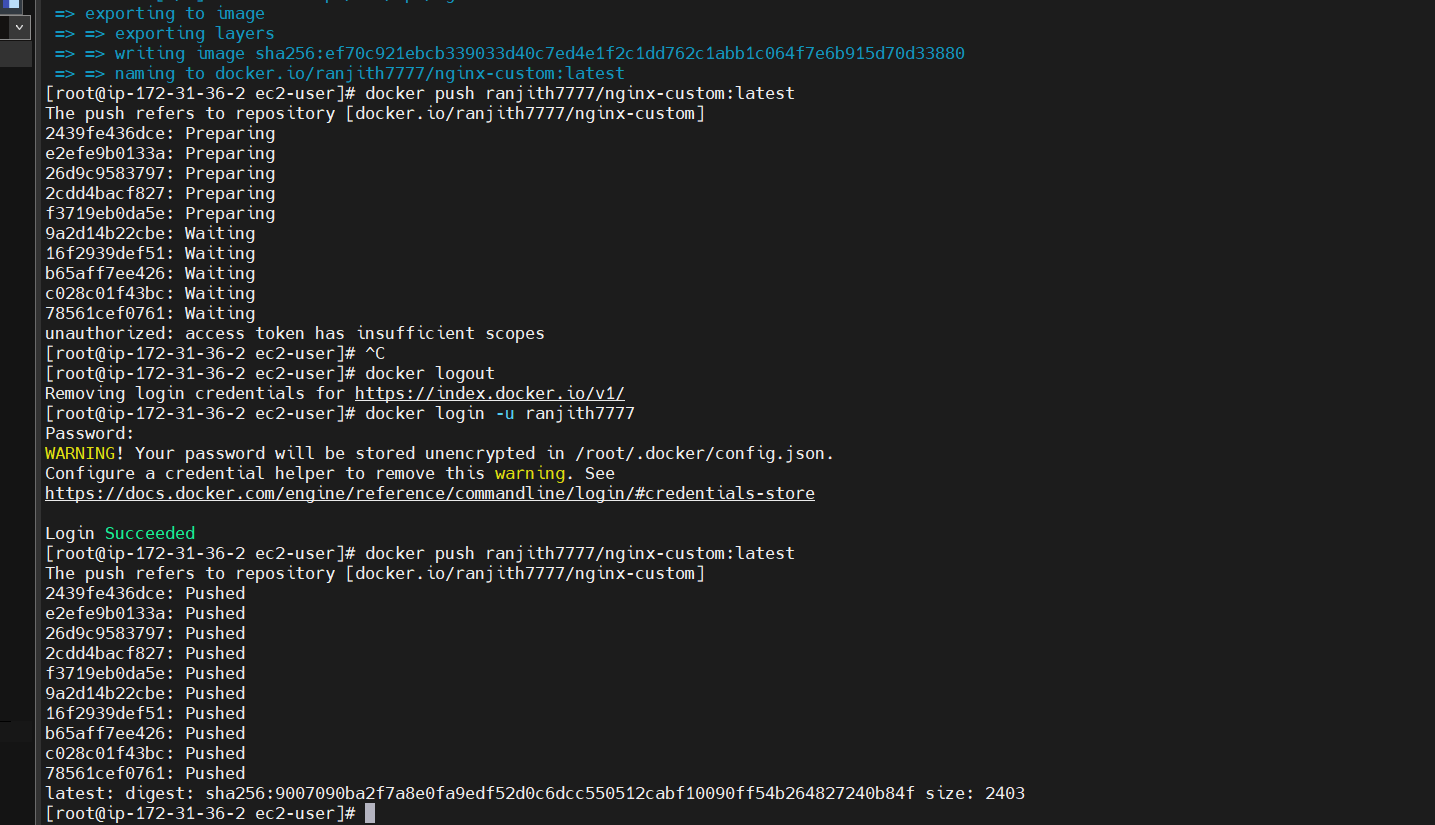 => exporting to image
=> => exporting layers
=> => writing image sha256:ef70c921ebcb339033d40c7ed4e1f2c1dd762c1abb1c064f7e6b915d70d33880
=> => naming to docker.io/ranjith7777/nginx-custom:latest
[root@ip-172-31-36-2 ec2-user]# docker push ranjith7777/nginx-custom:latest
The push refers to repository [docker.io/ranjith7777/nginx-custom]
2439fe436dce: Preparing
e2efe9b0133a: Preparing
26d9c9583797: Preparing
2cdd4bacf827: Preparing
f3719eb0da5e: Preparing
9a2d14b22cbe: Waiting
16f2939def51: Waiting
b65aff7ee426: Waiting
c028c01f43bc: Waiting
78561cef0761: Waiting
unauthorized: access token has insufficient scopes
[root@ip-172-31-36-2 ec2-user]# ^C
[root@ip-172-31-36-2 ec2-user]# docker logout
Removing login credentials for https://index.docker.io/v1/
[root@ip-172-31-36-2 ec2-user]# docker login -u ranjith7777
Password:
WARNING! Your password will be stored unencrypted in /root/.docker/config.json.
Configure a credential helper to remove this warning. See
https://docs.docker.com/engine/reference/commandline/login/#credentials-store
Login Succeeded
[root@ip-172-31-36-2 ec2-user]# docker push ranjith7777/nginx-custom:latest
The push refers to repository [docker.io/ranjith7777/nginx-custom]
2439fe436dce: Pushed
e2efe9b0133a: Pushed
26d9c9583797: Pushed
2cdd4bacf827: Pushed
f3719eb0da5e: Pushed
9a2d14b22cbe: Pushed
16f2939def51: Pushed
b65aff7ee426: Pushed
c028c01f43bc: Pushed
78561cef0761: Pushed
latest: digest: sha256:9007090ba2f7a8e0fa9edf52d0c6dcc550512cabf10090ff54b264827240b84f size: 2403
[root@ip-172-31-36-2 ec2-user]#